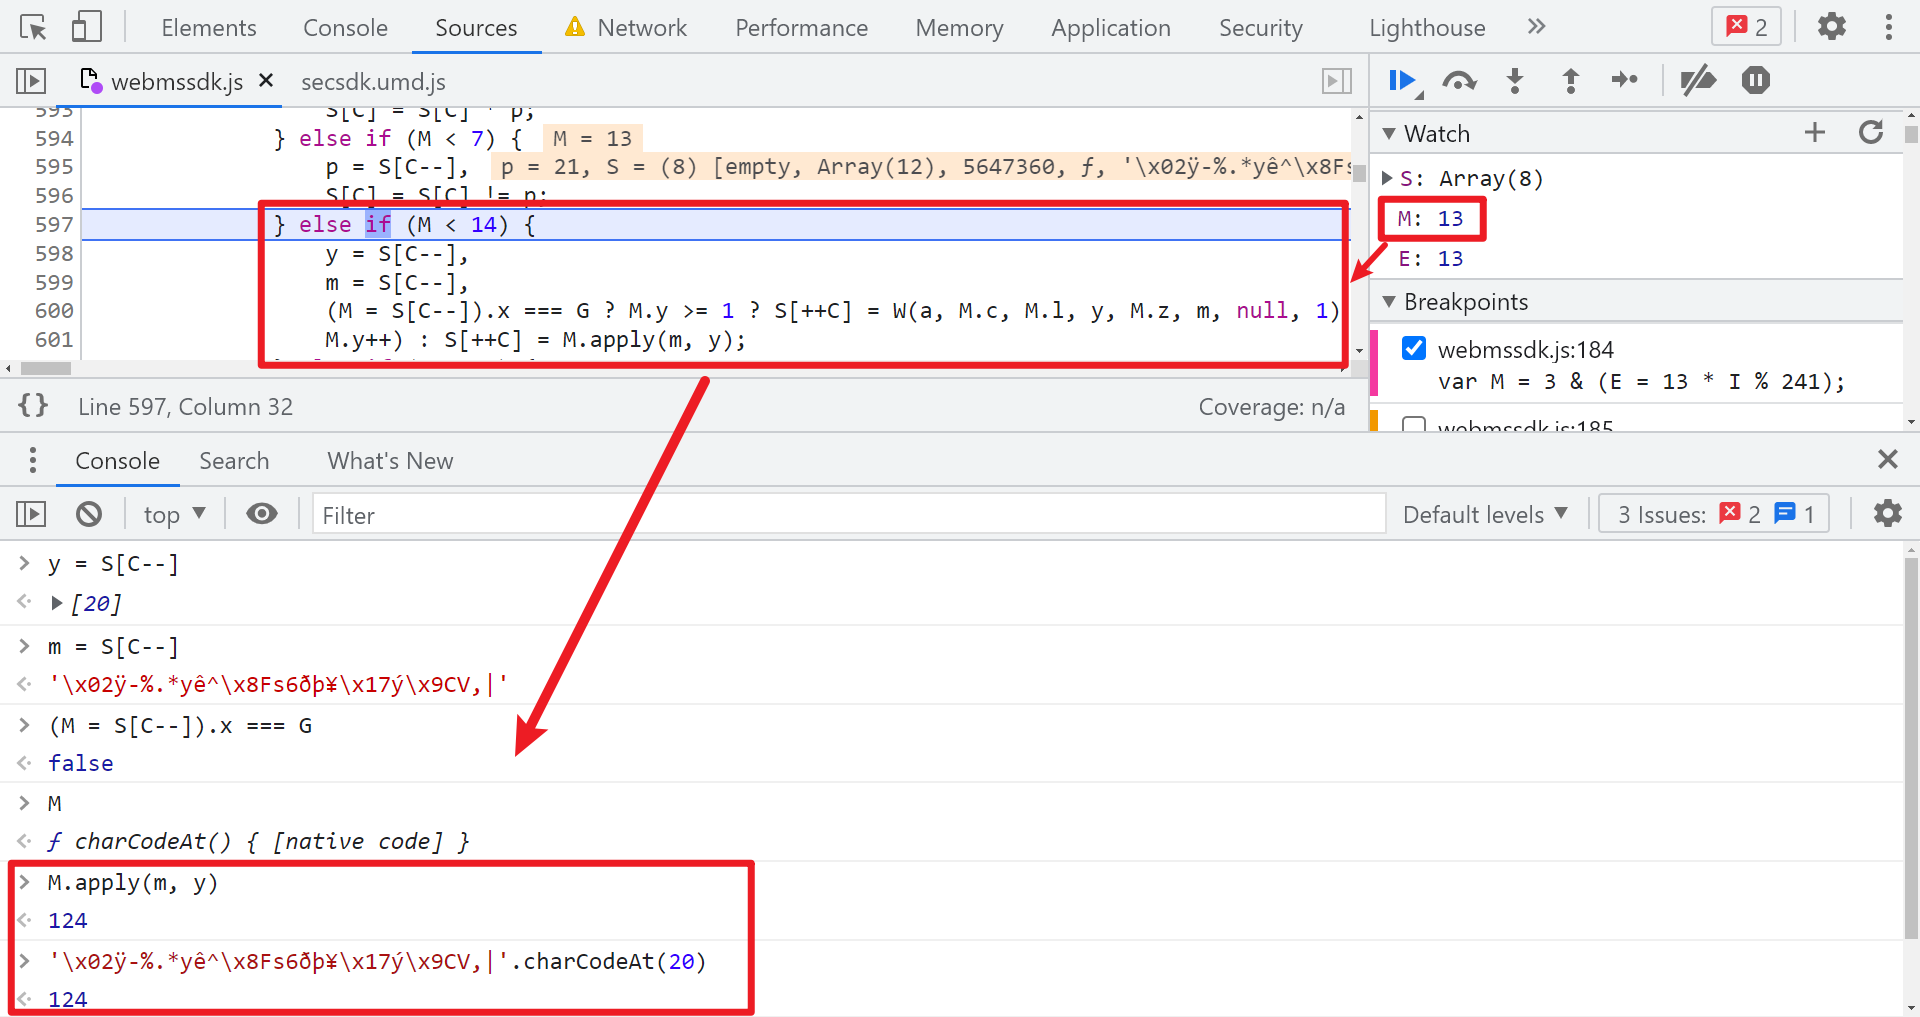 Elements Console Sources Network Performance Memory Application Security Lighthouse 2
webmssdk.js secsdk.umd.js
593 S[C] = S[C] * p;
594 } else if (M < 7) { M = 13
595 p = S[C--], p = 21, S = (8) [empty, Array(12), 5647360, ƒ, '\x02ÿ-%.*yê^\x8Fs
596 S[C] = S[C] != p;
597 } else if (M < 14) {
598 y = S[C--],
599 m = S[C--],
600 (M = S[C--]).x === G ? M.y >= 1 ? S[++C] = W(a, M.c, M.l, y, M.z, m, null, 1)
601 M.y++) : S[++C] = M.apply(m, y);
Watch
S: Array(8)
M: 13
E: 13
Breakpoints
webmssdk.js:184
var M = 3 & (E = 13 * I % 241);
webmssdk.js:185
{} Line 597, Column 32 Coverage: n/a
Console Search What's New
top Filter Default levels 3 Issues: 2 1
> y = S[C--]
[20]
> m = S[C--]
'\x02ÿ-%.*yê^\x8Fs6ðþ¥\x17ý\x9CV,|'
> (M = S[C--]).x === G
false
> M
ƒ charCodeAt() { [native code] }
> M.apply(m, y)
124
> '\x02ÿ-%.*yê^\x8Fs6ðþ¥\x17ý\x9CV,|'.charCodeAt(20)
124